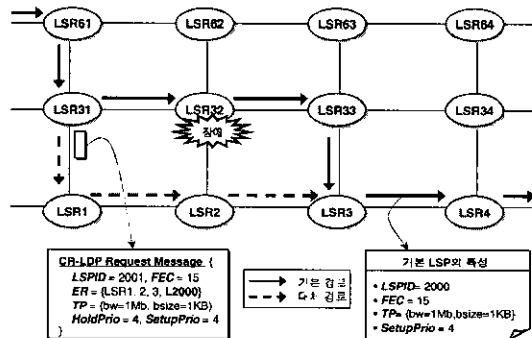 LSR61
LSR62
LSR63
LSR64
LSR31
LSR32
LSR33
LSR34
장애
LSR1
LSR2
LSR3
LSR4
CR-LDP Request Message {
LSPID = 2001, FEC = 15
ER = {LSR1, 2, 3, L2000}
TP = {bw=1Mb, bsize=1KB}
HoldPrio = 4, SetupPrio = 4
}
기본 경로
대체 경로
기본 LSP의 특성
• LSPID= 2000
• FEC = 15
• TP= {bw=1Mb,bsize=1KB}
• SetupPrio = 4